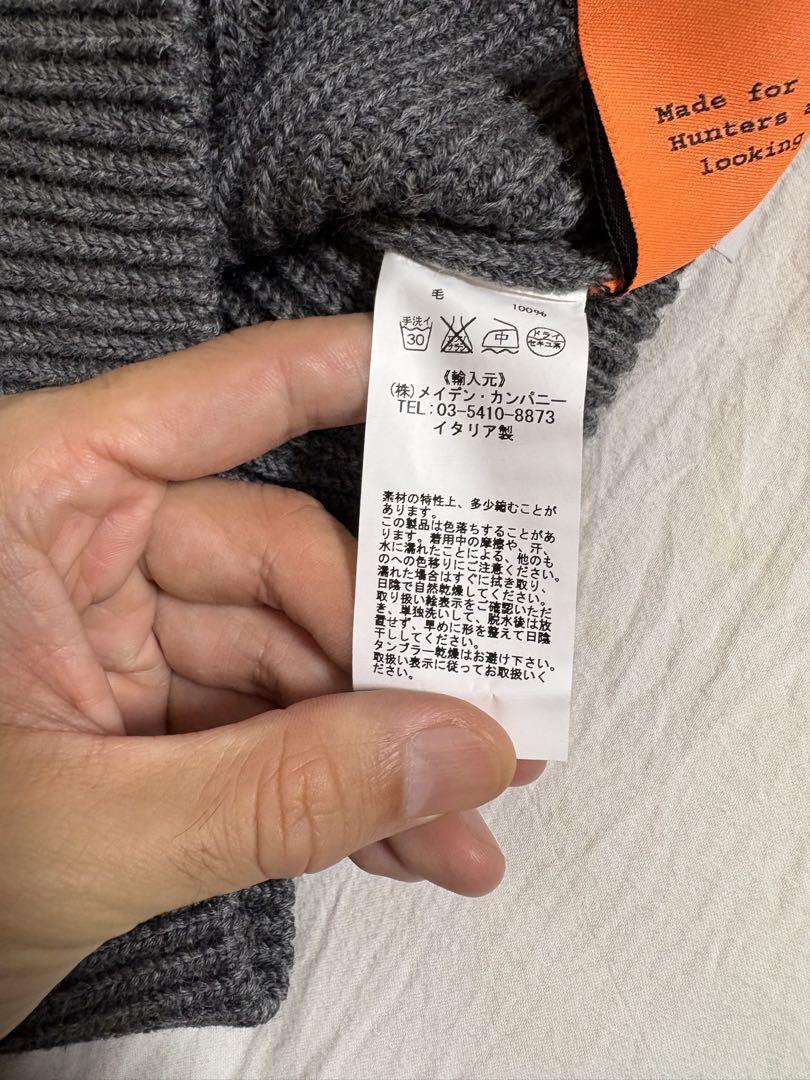 Made for
Hunters
looking
毛 100%
手洗イ
30
エンソ
サラシ
中
ドライ
セキユ系
《輸入元》
(株)メイデン・カンパニー
TEL:03-5410-8873
イタリア製
素材の特性上、多少縮むことが
あります。
この製品は色落ちすることがあ
ります。着用中の摩擦や、汗、
水に濡れたことによる、他のも
のへの色移りにご注意ください。
濡れた場合はすぐに拭き取り、
日陰で自然乾燥してください。
取り扱い絵表示をご確認いただ
き、単独洗いして、脱水後は放
置せず、早めに形を整えて日陰
干ししてください。
タンブラー乾燥はお避け下さい。
取扱い表示に従ってお取扱いく
ださい。